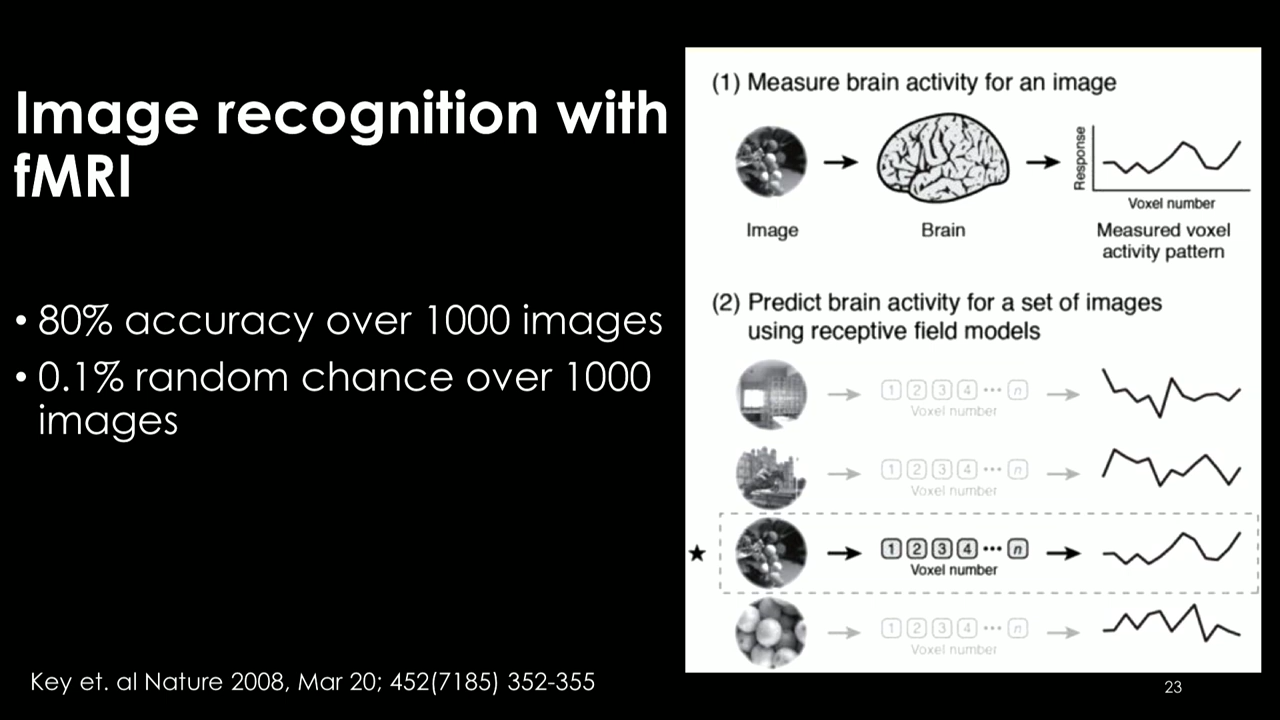 Image recognition with
fMRI
• 80% accuracy over 1000 images
• 0.1% random chance over 1000
images
Key et. al Nature 2008, Mar 20; 452(7185) 352-355
(1) Measure brain activity for an image
Response
Voxel number
Image
Brain
Measured voxel
activity pattern
(2) Predict brain activity for a set of images
using receptive field models
1 2 3 4 ••• n
Voxel number
1 2 3 4 ••• n
Voxel number
★
1 2 3 4 ••• n
Voxel number
1 2 3 4 ••• n
Voxel number
23